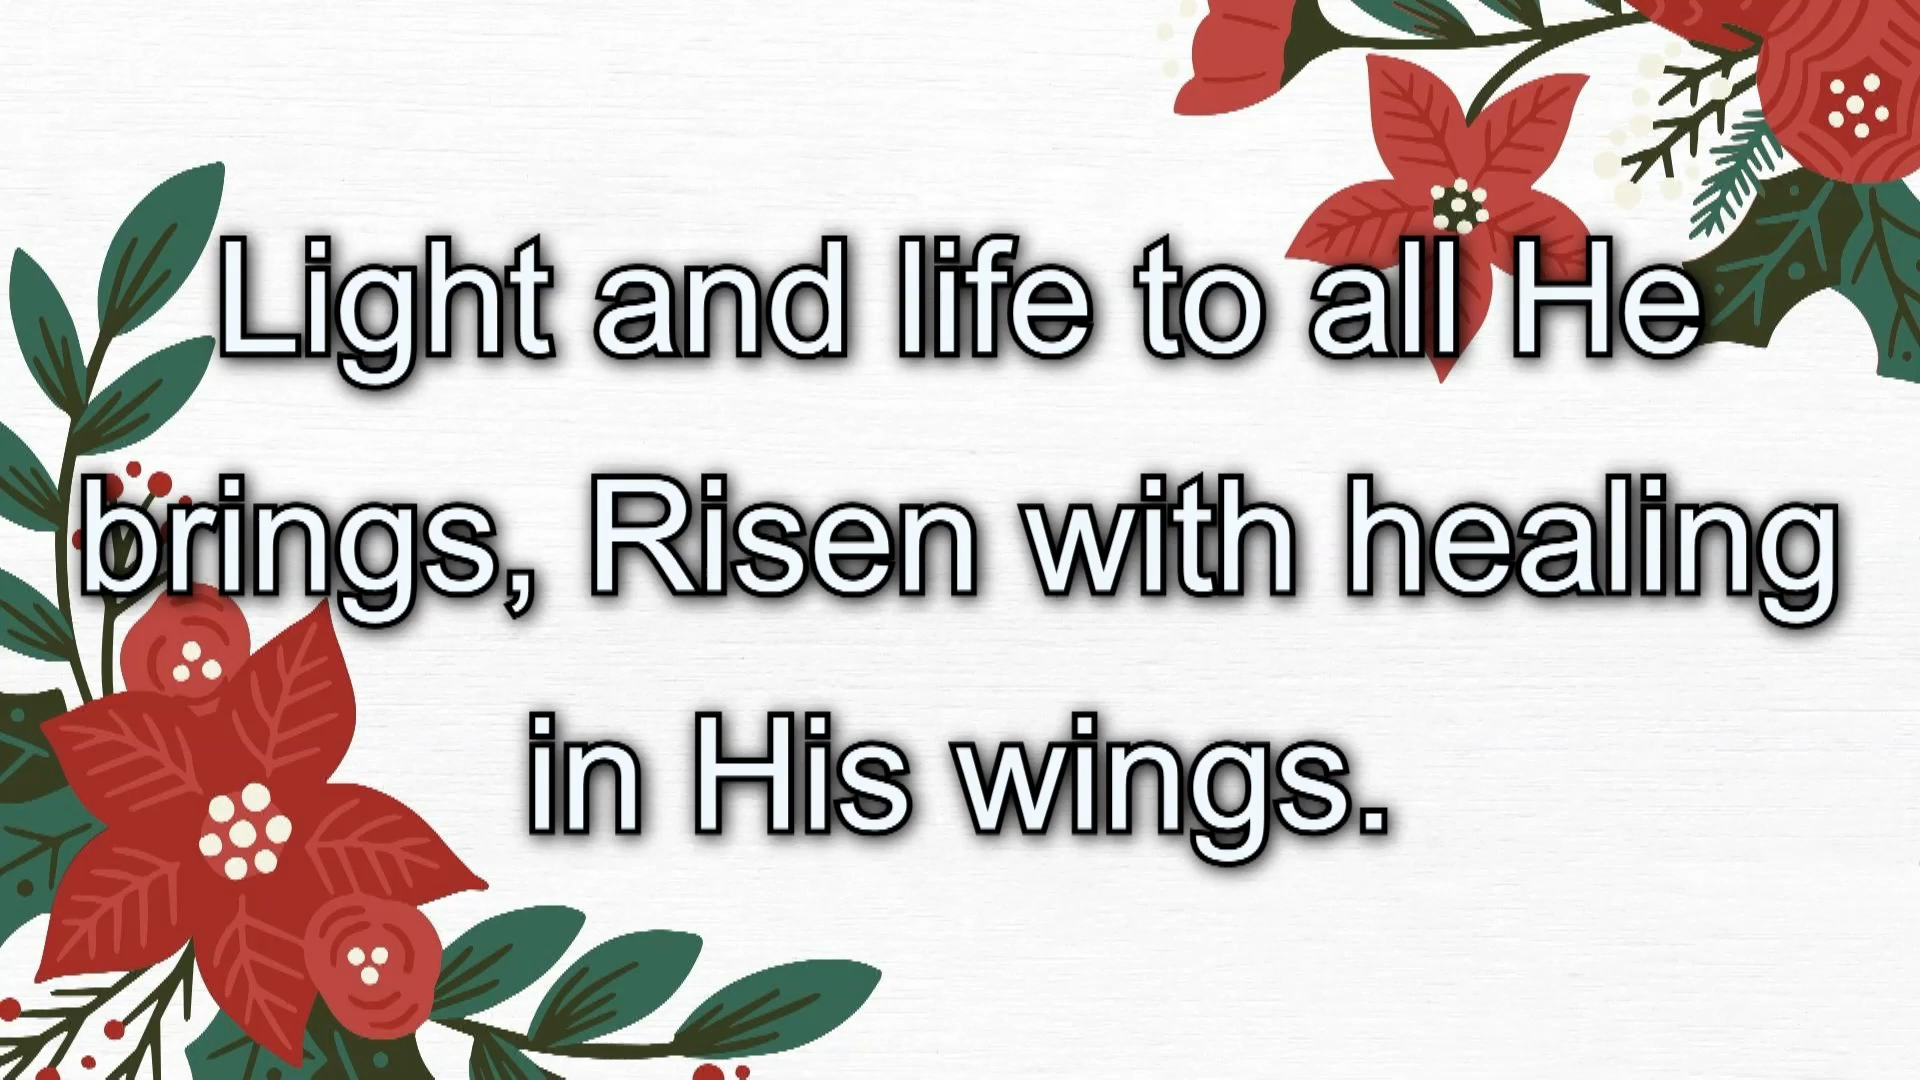 Light and life to all He
brings, Risen with healing
in His wings.